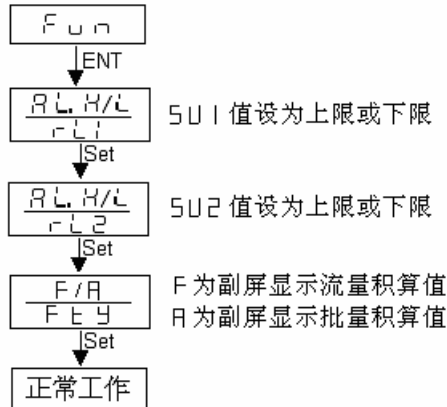 Fun
ENT
AL.H/L
rL1
SU1 值设为上限或下限
Set
AL.H/L
rL2
SU2 值设为上限或下限
Set
F/A
FtY
F 为副屏显示流量积算值
A 为副屏显示批量积算值
Set
正常工作